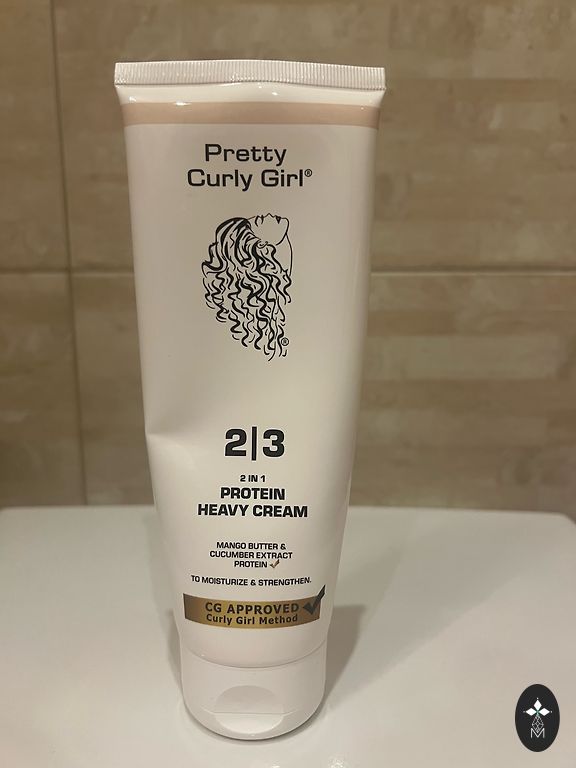 Pretty
Curly Girl®
®
2|3
2 IN 1
PROTEIN
HEAVY CREAM
MANGO BUTTER &
CUCUMBER EXTRACT
PROTEIN ✓
TO MOISTURIZE & STRENGTHEN.
CG APPROVED ✓
Curly Girl Method
M